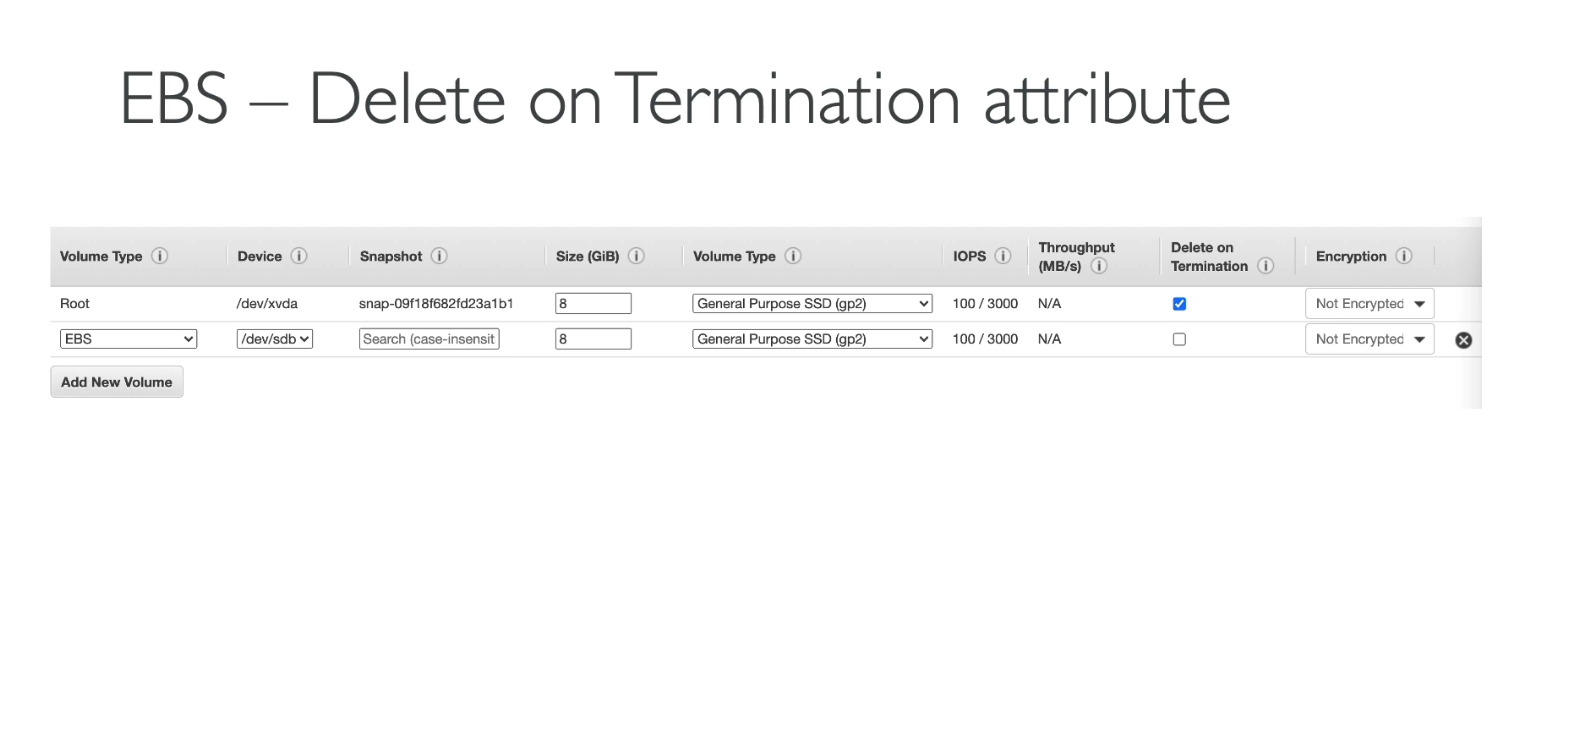 EBS – Delete on Termination attribute
Volume Type Device Snapshot Size (GiB) Volume Type IOPS Throughput (MB/s) Delete on Termination Encryption
Root /dev/xvda snap-09f18f682fd23a1b1 8 General Purpose SSD (gp2) 100 / 3000 N/A Not Encrypted
EBS /dev/sdb Search (case-insensit 8 General Purpose SSD (gp2) 100 / 3000 N/A Not Encrypted
Add New Volume